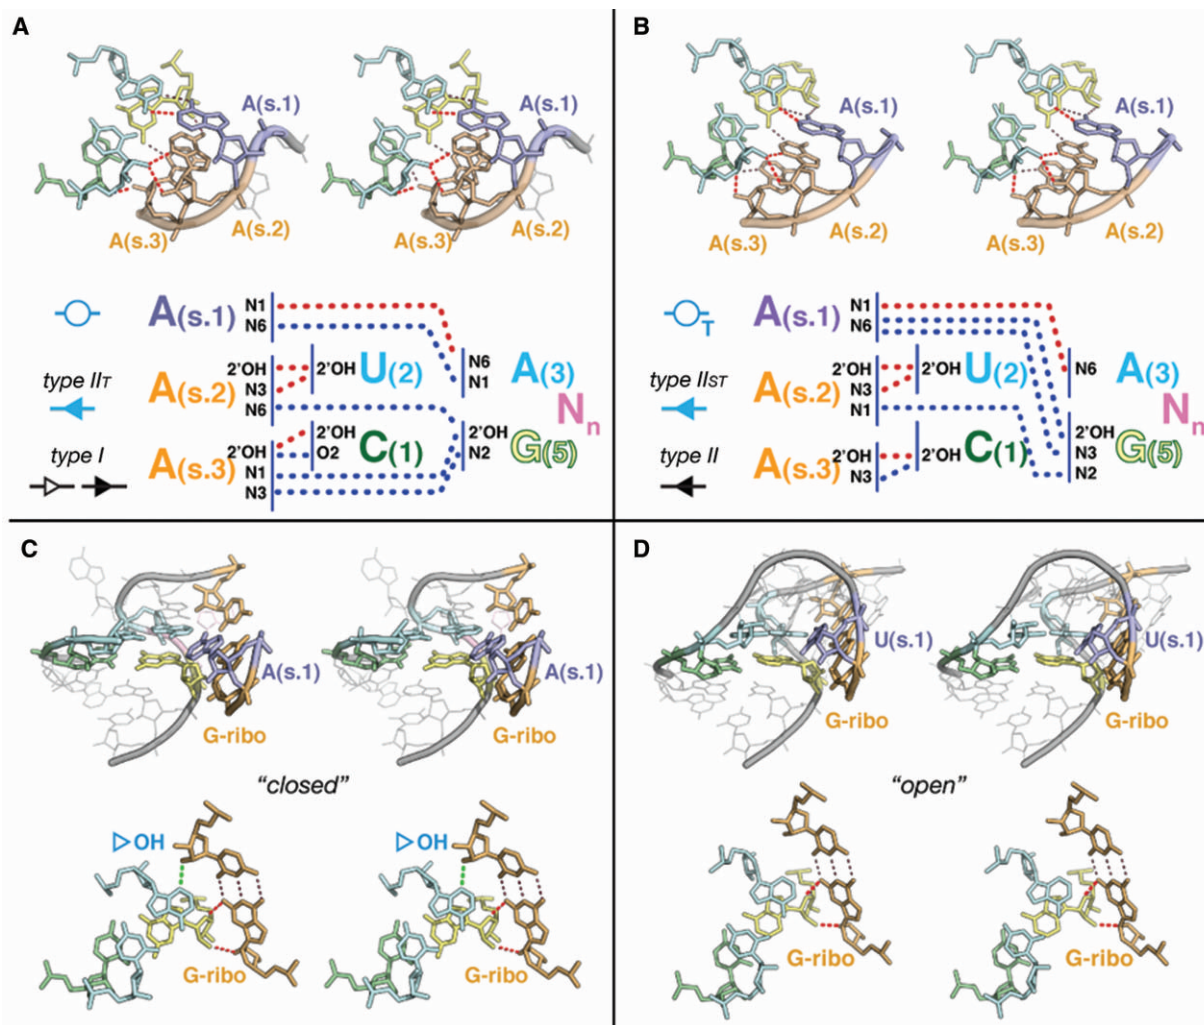 A
A(s.1)
A(s.1)
A(s.3)
A(s.2)
A(s.3)
A(s.2)
A(s.1)
N1
N6
N6
N1
A(3)
type IIT
A(s.2)
2'OH
N3
N6
2'OH
U(2)
Nn
type I
A(s.3)
2'OH
N1
N3
2'OH
O2
C(1)
2'OH
N2
G(5)
B
A(s.1)
A(s.1)
A(s.3)
A(s.2)
A(s.3)
A(s.2)
T
A(s.1)
N1
N6
N6
A(3)
type IIST
A(s.2)
2'OH
N3
N1
2'OH
U(2)
Nn
type II
A(s.3)
2'OH
N3
2'OH
C(1)
2'OH
N3
N2
G(5)
C
A(s.1)
A(s.1)
G-ribo
G-ribo
“closed”
OH
OH
G-ribo
G-ribo
D
U(s.1)
U(s.1)
G-ribo
G-ribo
“open”
G-ribo
G-ribo